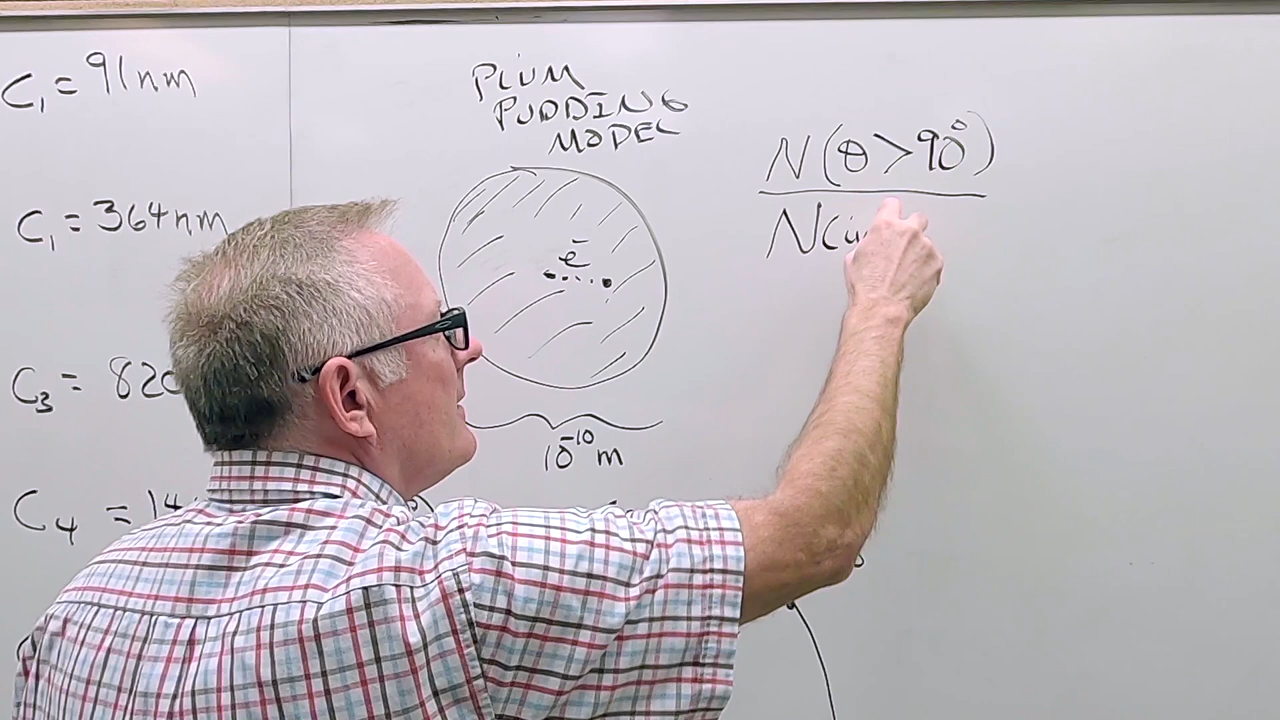 C₁ = 91nm
C₁ = 364nm
C₃ = 820
C₄ = 14
PLUM
PUDDING
MODEL
e⁻
10⁻¹⁰ m
N(θ > 90°)
N(i